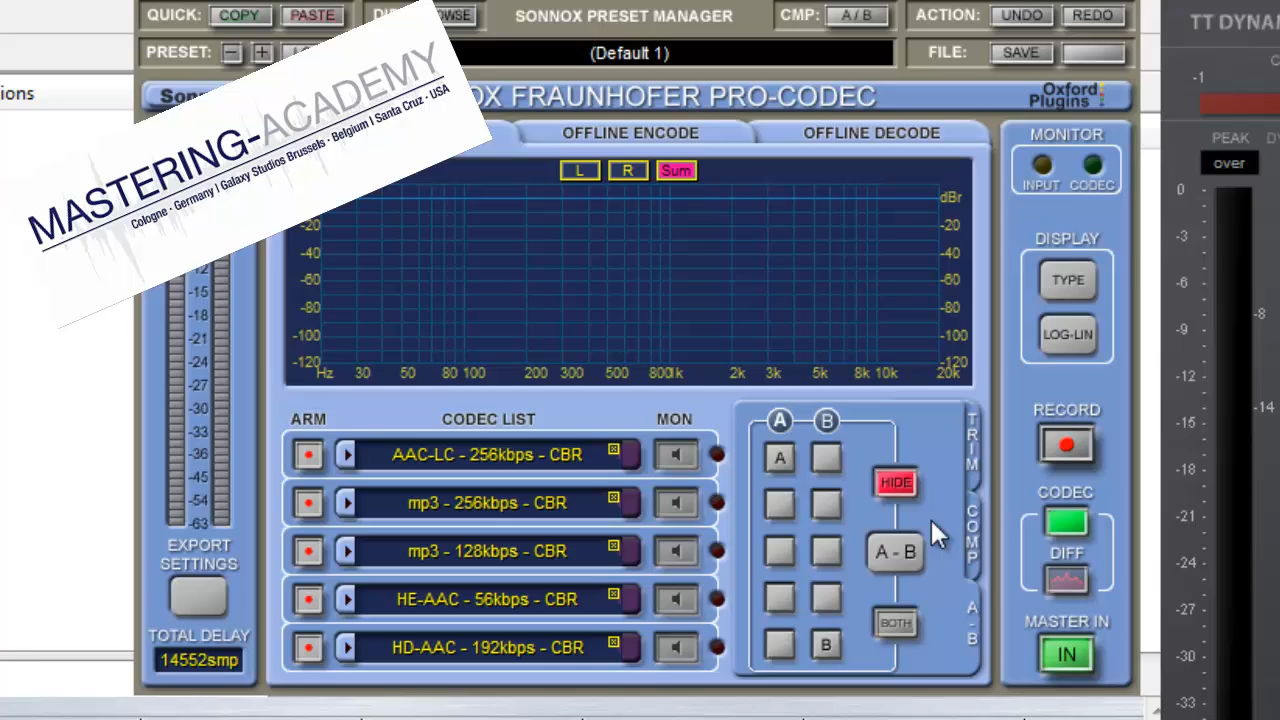 QUICK: COPY PASTE SONNOX PRESET MANAGER CMP: A / B ACTION: UNDO REDO
TT DYNA
PRESET: − + (Default 1) FILE: SAVE
ions
FRAUNHOFER PRO-CODEC
Oxford
Plugins
MASTERING-ACADEMY
Cologne · Germany | Galaxy Studios Brussels · Belgium | Santa Cruz · USA
OFFLINE ENCODE OFFLINE DECODE
MONITOR
INPUT CODEC
L R Sum
dBr
-20 -20
-40 -40
-60 -60
-80 -80
-100 -100
-120 -120
Hz 30 50 80 100 200 300 500 800 1k 2k 3k 5k 8k 10k 20k
DISPLAY
TYPE
LOG-LIN
-12
-15
-18
-21
-24
-27
-30
-33
-36
-45
-54
-63
EXPORT
SETTINGS
TOTAL DELAY
14552smp
ARM CODEC LIST MON
AAC-LC - 256kbps - CBR
mp3 - 256kbps - CBR
mp3 - 128kbps - CBR
HE-AAC - 56kbps - CBR
HD-AAC - 192kbps - CBR
A B
A
HIDE
A - B
BOTH
B
TRIM
COMP
A-B
RECORD
CODEC
DIFF
MASTER IN
IN
-1
PEAK
over
0
-3
-6
-9
-12
-15
-18
-21
-24
-27
-30
-33
-8
-14